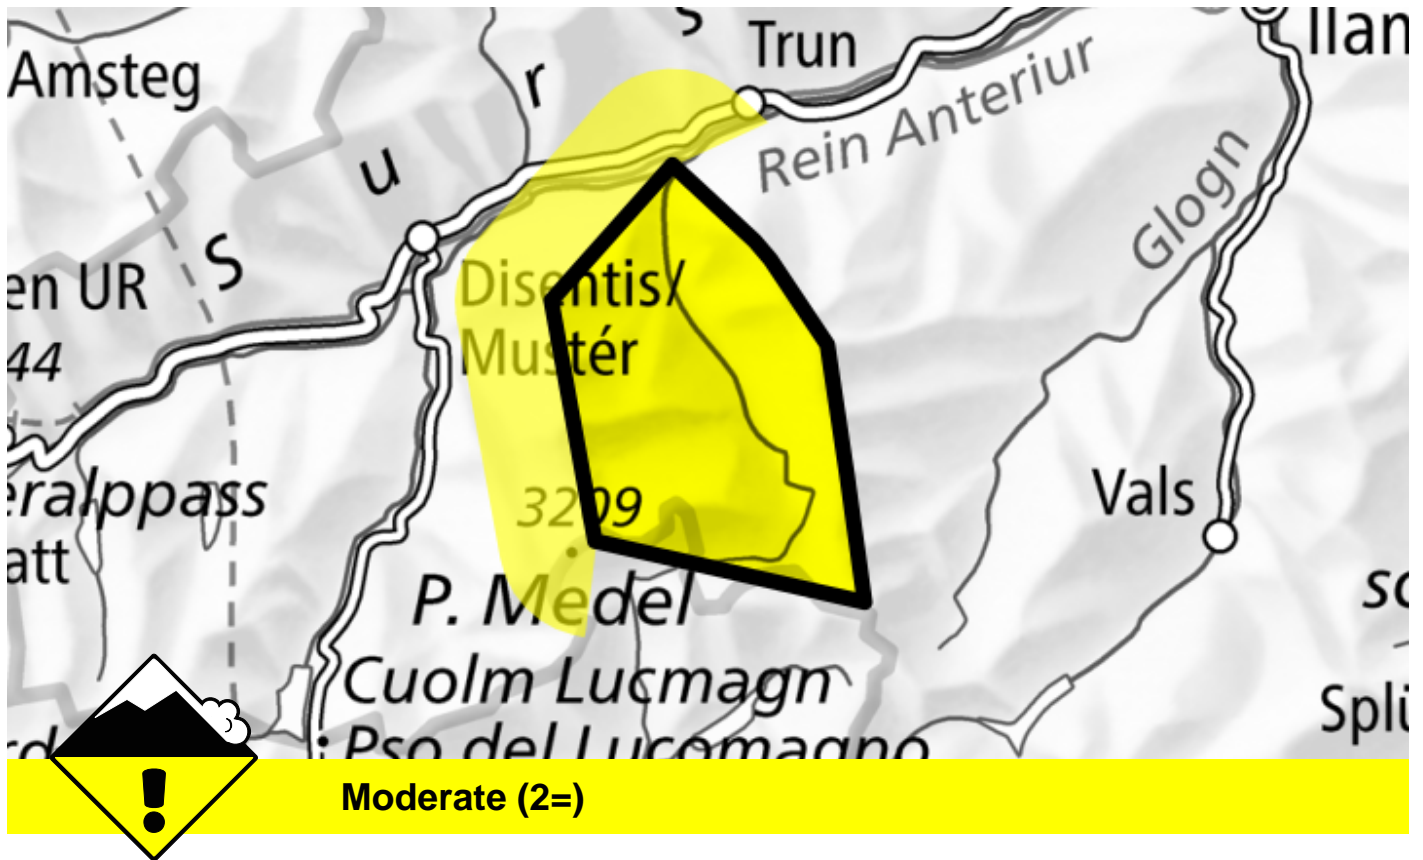 Trun
Ilan
Amsteg
S u r s
Rein Anteriur
Glogn
en UR
44
Disentis/
Mustér
eralppass
att
3209
Vals
P. Medel
Cuolm Lucmagn
Pso del Lucomagno
Splü
Moderate (2=)